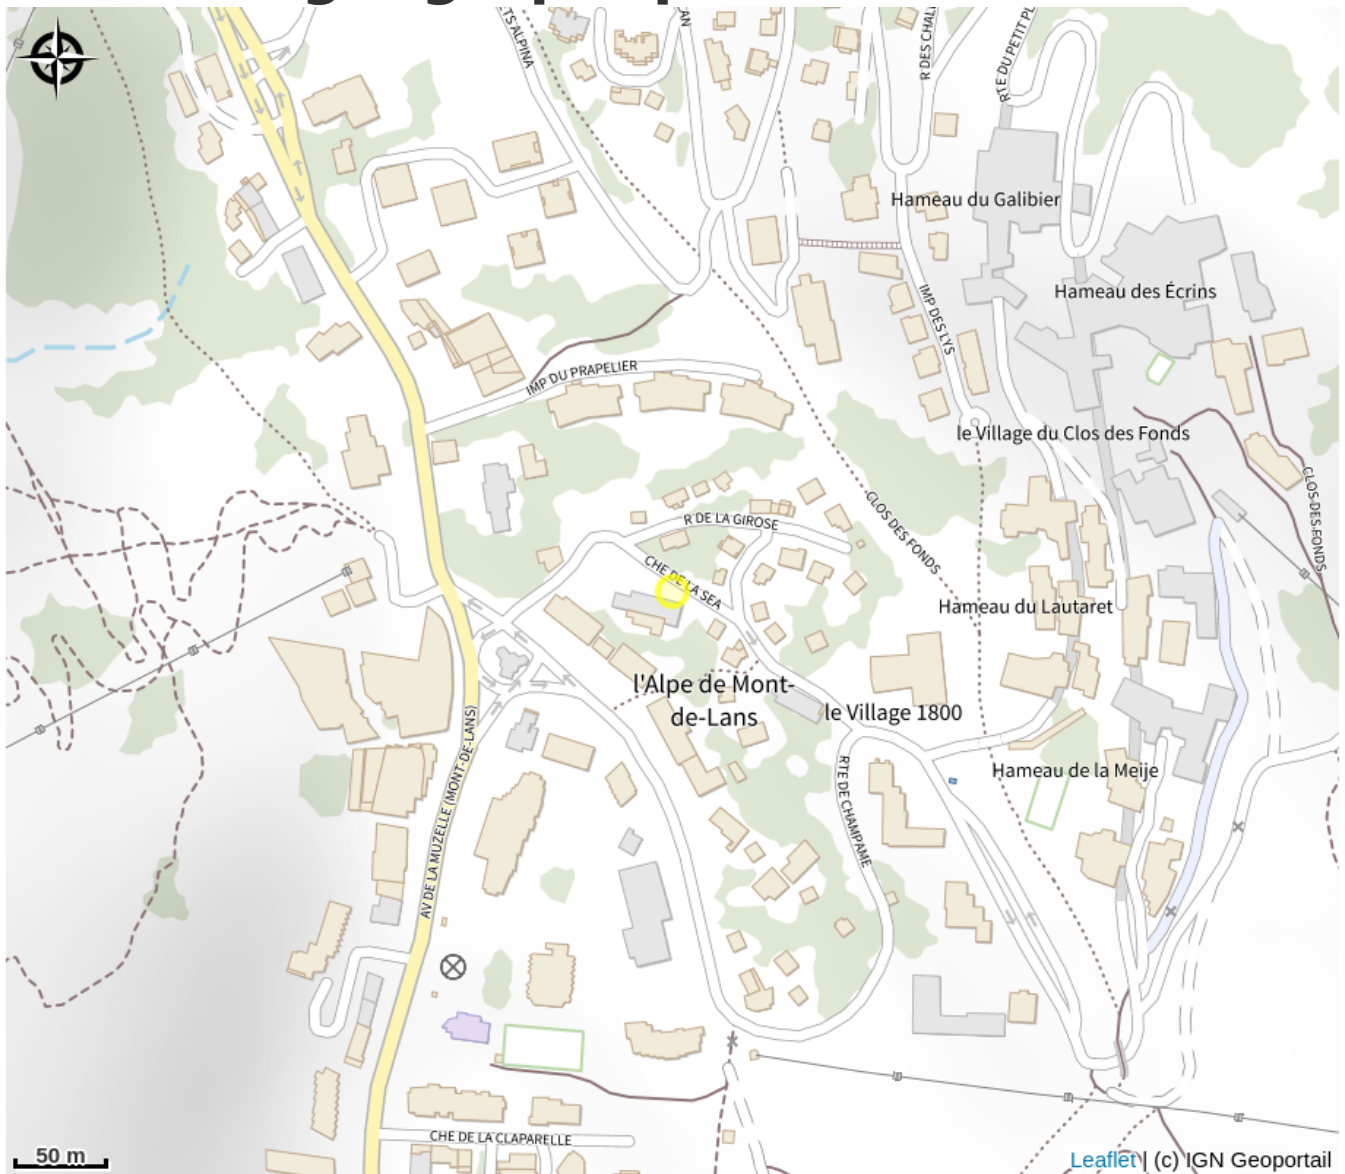 R DES CHAL
RTE DU PETIT PL
ETS ALPINA
AN
Hameau du Galibier
Hameau des Écrins
IMP DES LYS
IMP DU PRAPELIER
le Village du Clos des Fonds
CLOS DES FONDS
CLOS DES FONDS
R DE LA GIROSE
CHE DE LA SEA
Hameau du Lautaret
l'Alpe de Mont-
de-Lans
le Village 1800
Hameau de la Meije
AV DE LA MUZELLE (MONT-DE-LANS)
RTE DE CHAMPAME
CHE DE LA CLAPARELLE
50 m
Leaflet | (c) IGN Geoportail